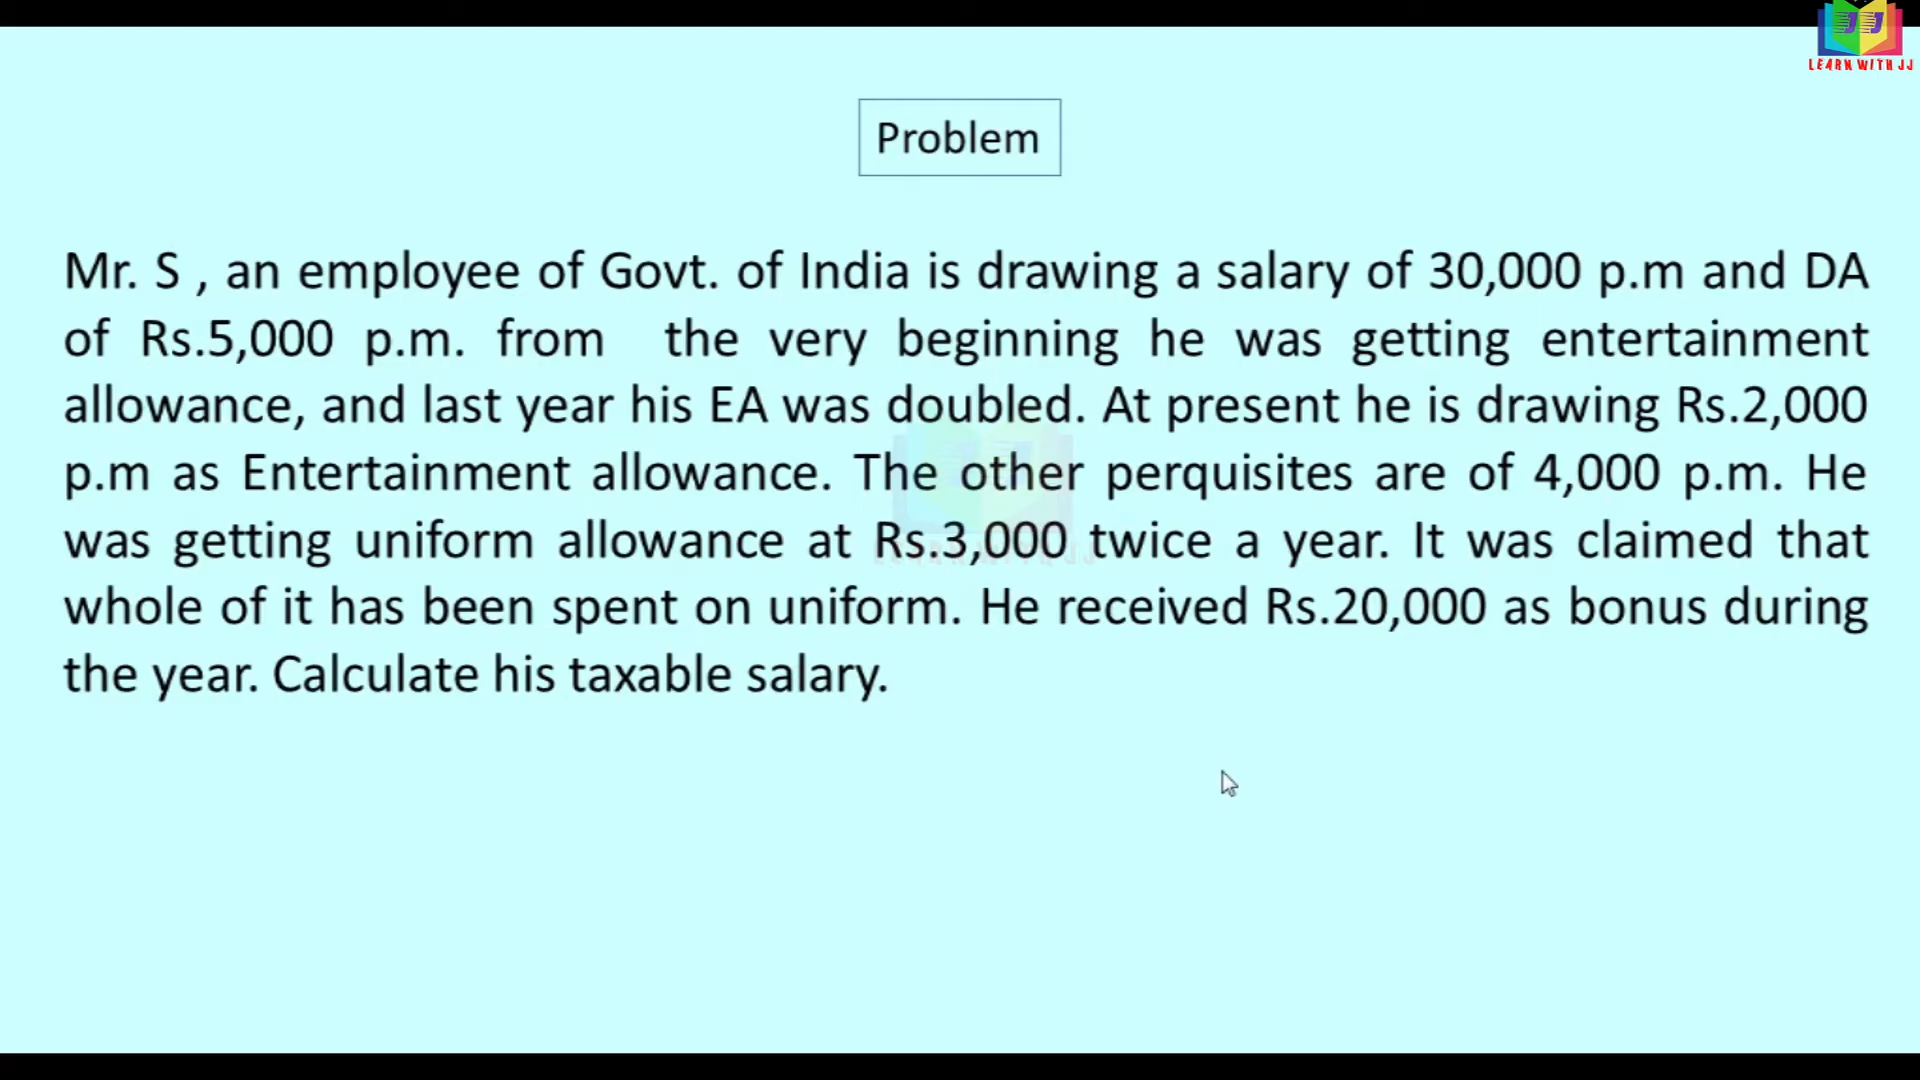 LEARN WITH JJ
Problem
Mr. S , an employee of Govt. of India is drawing a salary of 30,000 p.m and DA
of Rs.5,000 p.m. from the very beginning he was getting entertainment
allowance, and last year his EA was doubled. At present he is drawing Rs.2,000
p.m as Entertainment allowance. The other perquisites are of 4,000 p.m. He
was getting uniform allowance at Rs.3,000 twice a year. It was claimed that
whole of it has been spent on uniform. He received Rs.20,000 as bonus during
the year. Calculate his taxable salary.